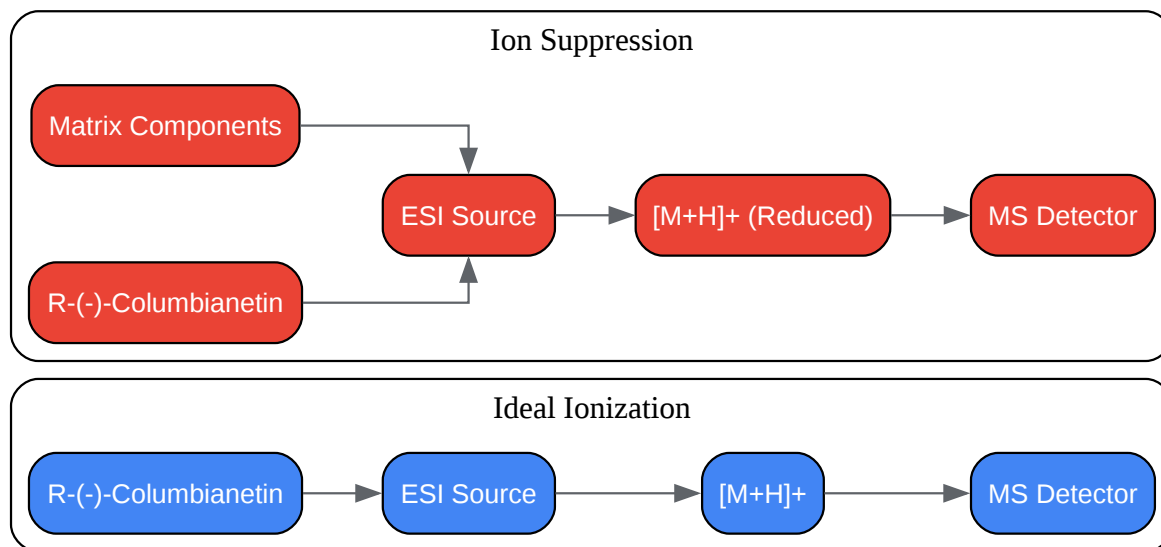 Ion Suppression
Matrix Components
ESI Source
[M+H]+ (Reduced)
MS Detector
R-(-)-Columbianetin
Ideal Ionization
R-(-)-Columbianetin
ESI Source
[M+H]+
MS Detector